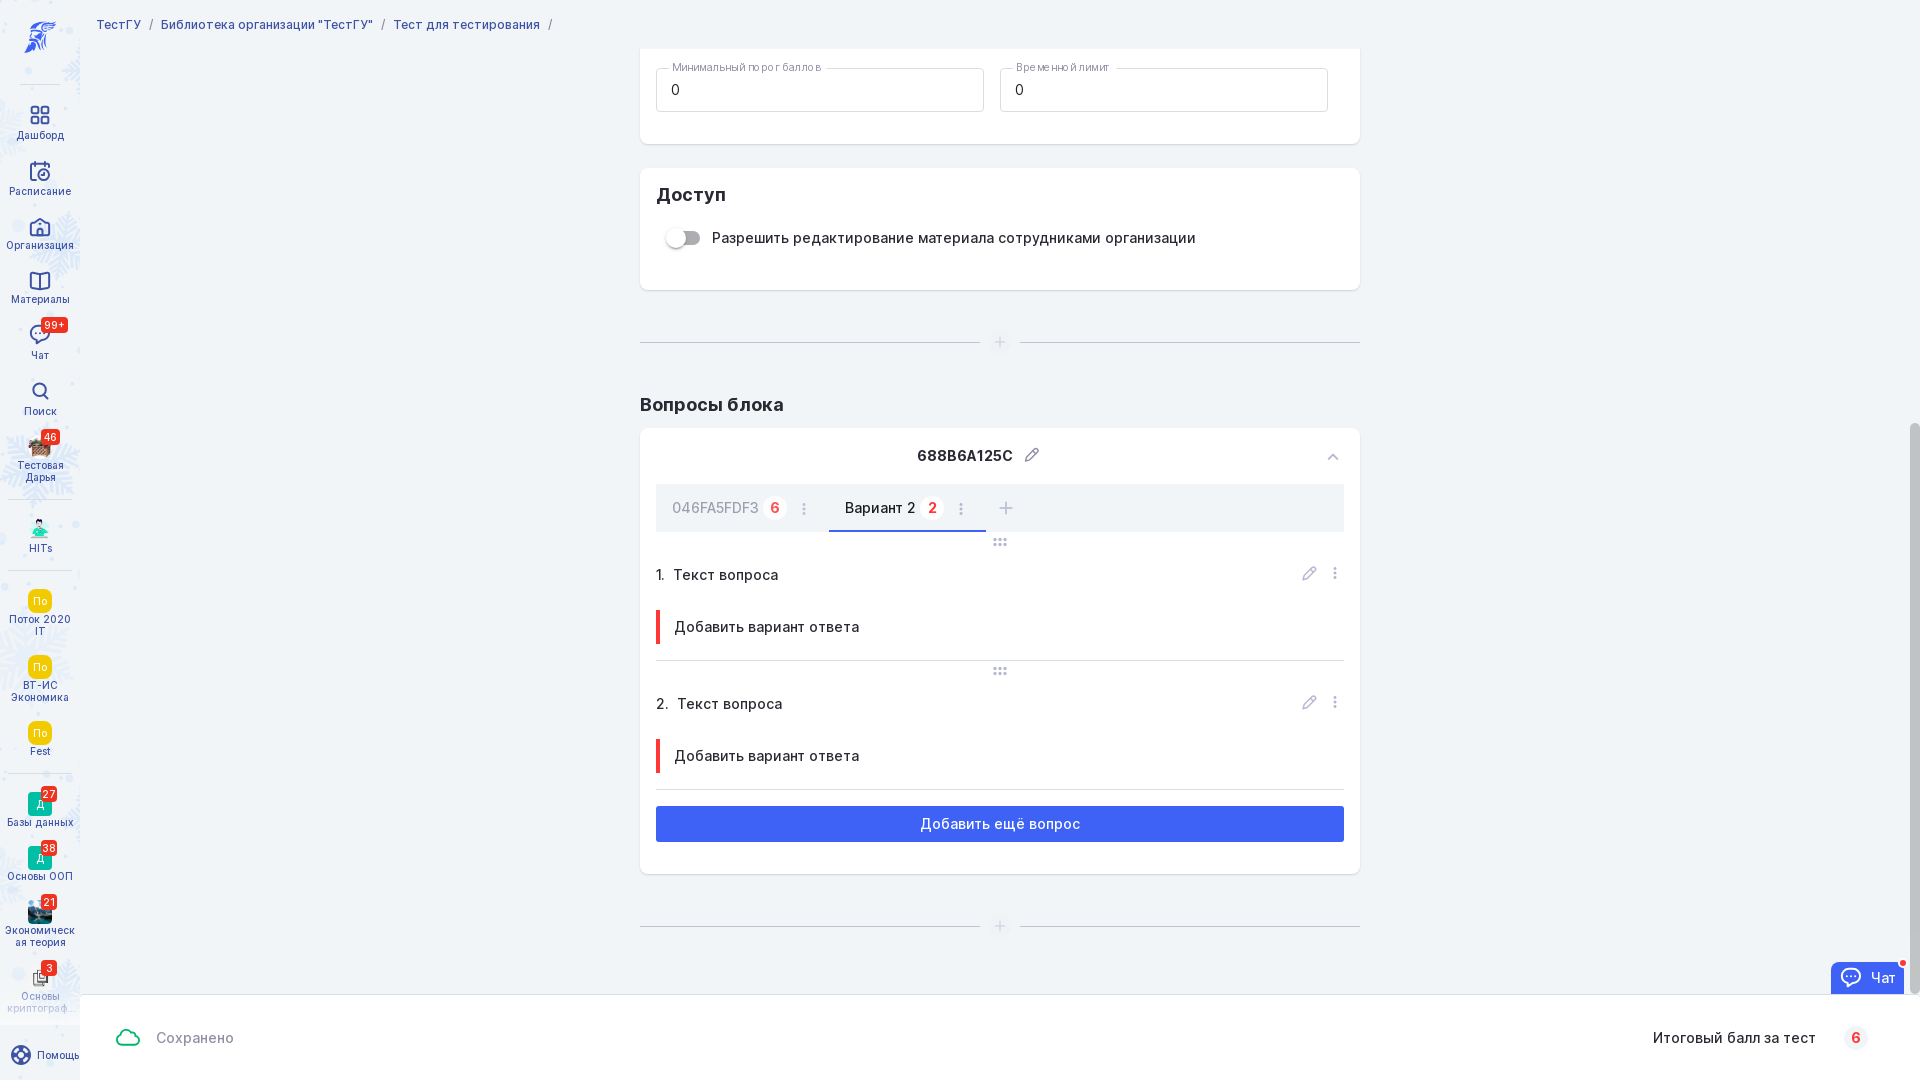 ТестГУ / Библиотека организации "ТестГУ" / Тест для тестирования /
Дашборд
Расписание
Организация
Материалы
99+
Чат
Поиск
46
Тестовая
Дарья
HITs
По
Поток 2020
IT
По
ВТ-ИС
Экономика
По
Fest
27
Д
Базы данных
38
Д
Основы ООП
21
Экономическ
ая теория
3
Основы
криптограф...
Помощь
Минимальный порог баллов
0
Временной лимит
0
Доступ
Разрешить редактирование материала сотрудниками организации
Вопросы блока
688B6A125C
046FA5FDF3 6
Вариант 2 2
1. Текст вопроса
Добавить вариант ответа
2. Текст вопроса
Добавить вариант ответа
Добавить ещё вопрос
Чат
Сохранено
Итоговый балл за тест 6